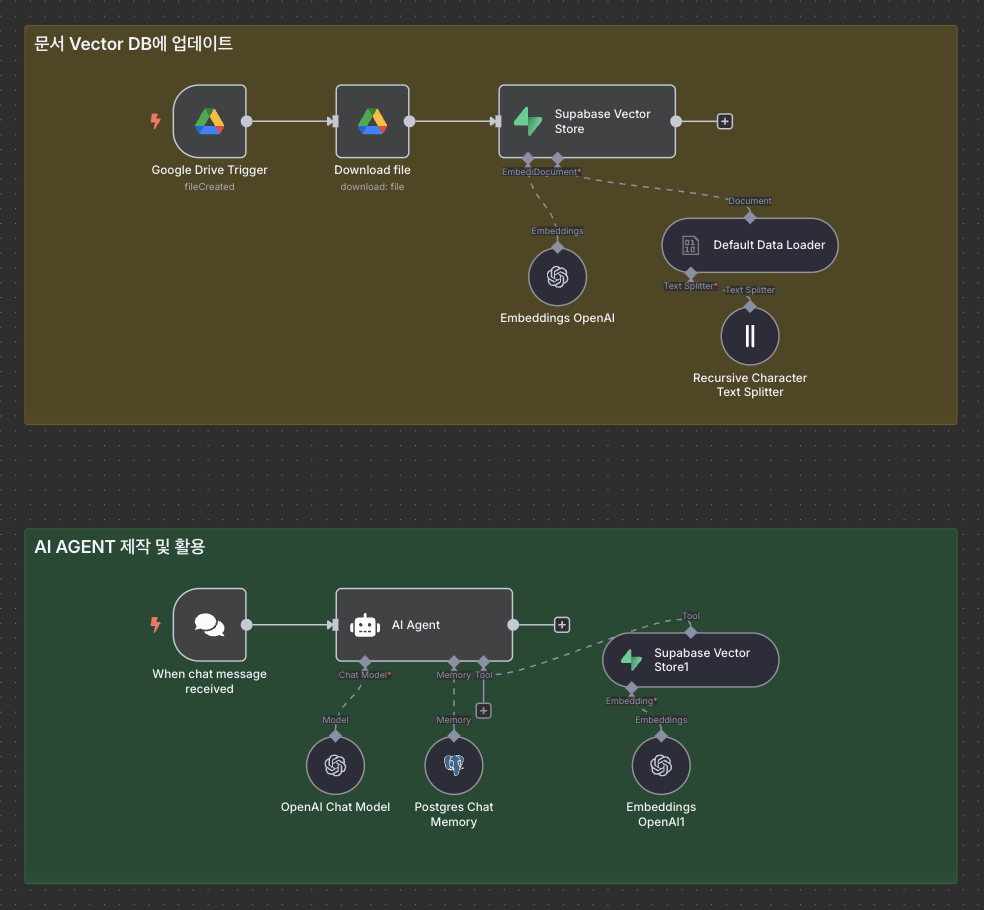 문서 Vector DB에 업데이트
Supabase Vector
Store
Google Drive Trigger
fileCreated
Download file
download: file
Document*
Document
Embeddings
Default Data Loader
Text Splitter*
Text Splitter
Embeddings OpenAI
Recursive Character
Text Splitter
AI AGENT 제작 및 활용
AI Agent
Tool
Supabase Vector
Store1
When chat message
received
Chat Model*
Memory
Tool
Embedding*
Model
Memory
Embeddings
OpenAI Chat Model
Postgres Chat
Memory
Embeddings
OpenAI1